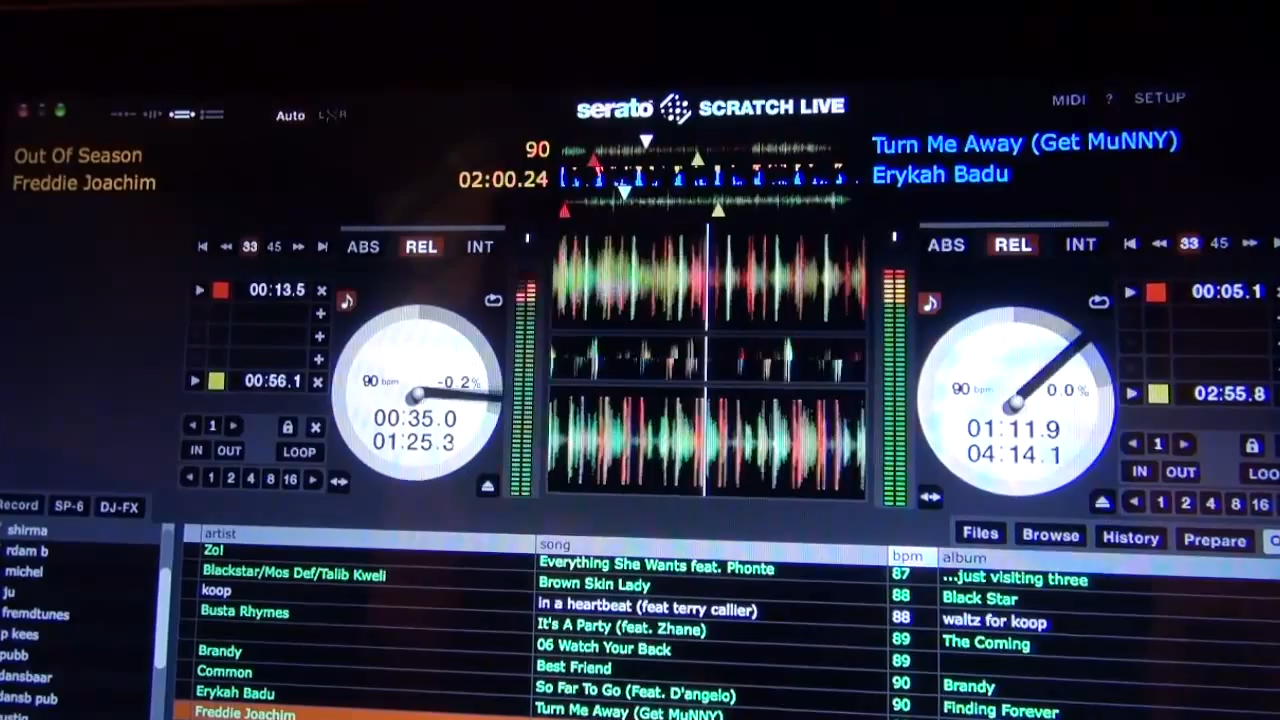 serato SCRATCH LIVE
MIDI ? SETUP
Auto
Out Of Season
Freddie Joachim
90
02:00.24
Turn Me Away (Get MuNNY)
Erykah Badu
33 45
ABS REL INT
ABS REL INT
33 45
00:13.5
00:05.1
00:56.1
02:55.8
90 bpm -0.2%
00:35.0
01:25.3
90 bpm 0.0%
01:11.9
04:14.1
1
IN OUT LOOP
1 2 4 8 16
1
IN OUT
1 2 4 8 16
SP-6 DJ-FX
Files Browse History Prepare
shirma
rdam b
michel
ju
fremdtunes
p kees
pubb
dansbaar
dansb pub
artist song bpm album
Zo! Everything She Wants feat. Phonte 87 ...just visiting three
Blackstar/Mos Def/Talib Kweli Brown Skin Lady 88 Black Star
koop in a heartbeat (feat terry callier) 88 waltz for koop
Busta Rhymes It's A Party (feat. Zhane) 89 The Coming
06 Watch Your Back 89
Brandy Best Friend 90 Brandy
Common So Far To Go (Feat. D'angelo) 90 Finding Forever
Erykah Badu Turn Me Away (Get MuNNY)
Freddie Joachim